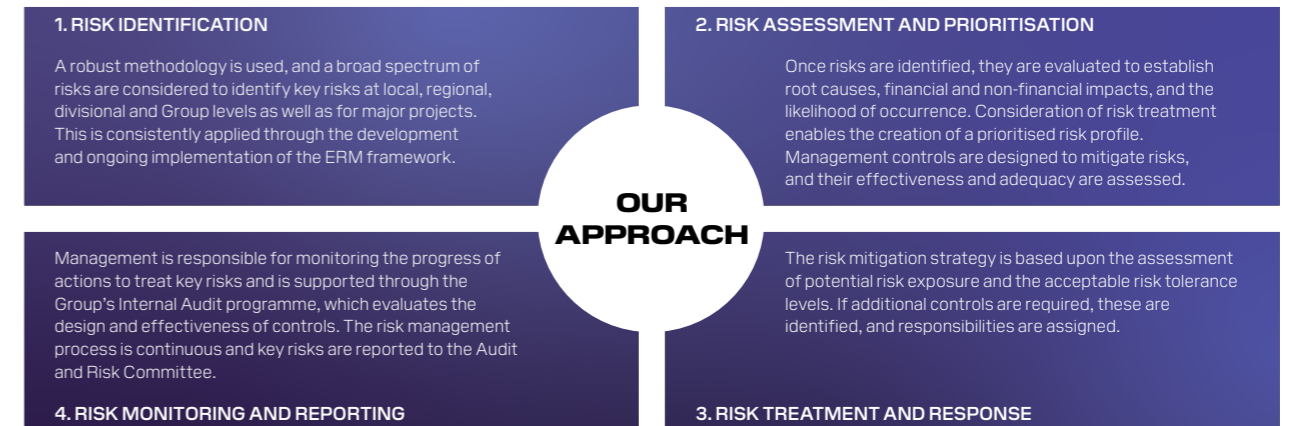 1. RISK IDENTIFICATION
A robust methodology is used, and a broad spectrum of
risks are considered to identify key risks at local, regional,
divisional and Group levels as well as for major projects.
This is consistently applied through the development
and ongoing implementation of the ERM framework.
2. RISK ASSESSMENT AND PRIORITISATION
Once risks are identified, they are evaluated to establish
root causes, financial and non-financial impacts, and the
likelihood of occurrence. Consideration of risk treatment
enables the creation of a prioritised risk profile.
Management controls are designed to mitigate risks,
and their effectiveness and adequacy are assessed.
OUR
APPROACH
The risk mitigation strategy is based upon the assessment
of potential risk exposure and the acceptable risk tolerance
levels. If additional controls are required, these are
identified, and responsibilities are assigned.
3. RISK TREATMENT AND RESPONSE
Management is responsible for monitoring the progress of
actions to treat key risks and is supported through the
Group's Internal Audit programme, which evaluates the
design and effectiveness of controls. The risk management
process is continuous and key risks are reported to the Audit
and Risk Committee.
4. RISK MONITORING AND REPORTING